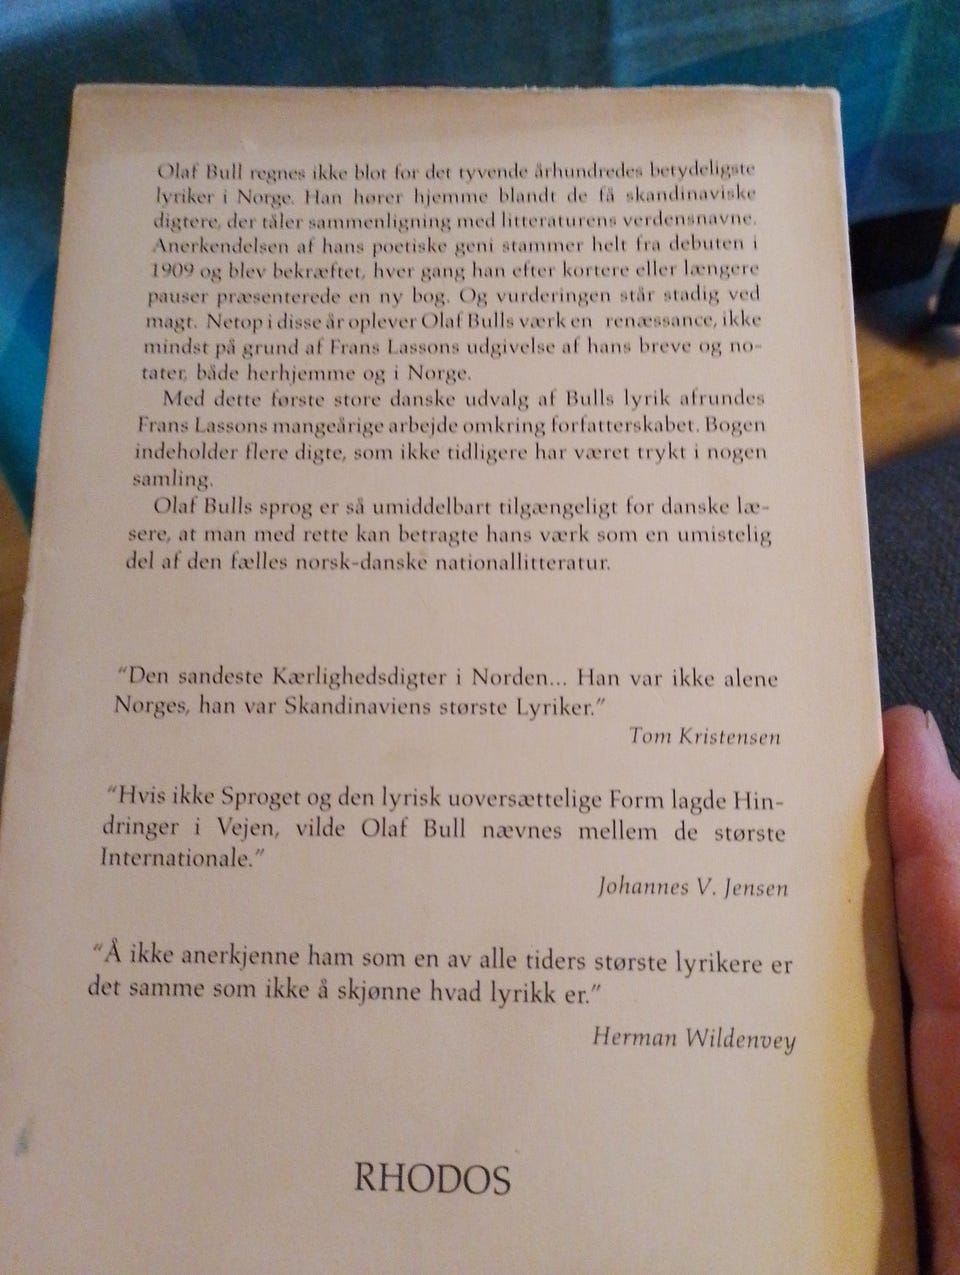 Olaf Bull regnes ikke blot for det tyvende århundredes betydeligste
lyriker i Norge. Han hører hjemme blandt de få skandinaviske
digtere, der tåler sammenligning med litteraturens verdensnavne.
Anerkendelsen af hans poetiske geni stammer helt fra debuten i
1909 og blev bekræftet, hver gang han efter kortere eller længere
pauser præsenterede en ny bog. Og vurderingen står stadig ved
magt. Netop i disse år oplever Olaf Bulls værk en renæssance, ikke
mindst på grund af Frans Lassons udgivelse af hans breve og no-
tater, både herhjemme og i Norge.
Med dette første store danske udvalg af Bulls lyrik afrundes
Frans Lassons mangeårige arbejde omkring forfatterskabet. Bogen
indeholder flere digte, som ikke tidligere har været trykt i nogen
samling.
Olaf Bulls sprog er så umiddelbart tilgængeligt for danske læ-
sere, at man med rette kan betragte hans værk som en umistelig
del af den fælles norsk-danske nationallitteratur.
"Den sandeste Kærlighedsdigter i Norden... Han var ikke alene
Norges, han var Skandinaviens største Lyriker."
Tom Kristensen
"Hvis ikke Sproget og den lyrisk uoversættelige Form lagde Hin-
dringer i Vejen, vilde Olaf Bull nævnes mellem de største
Internationale."
Johannes V. Jensen
"Å ikke anerkjenne ham som en av alle tiders største lyrikere er
det samme som ikke å skjønne hvad lyrikk er."
Herman Wildenvey
RHODOS